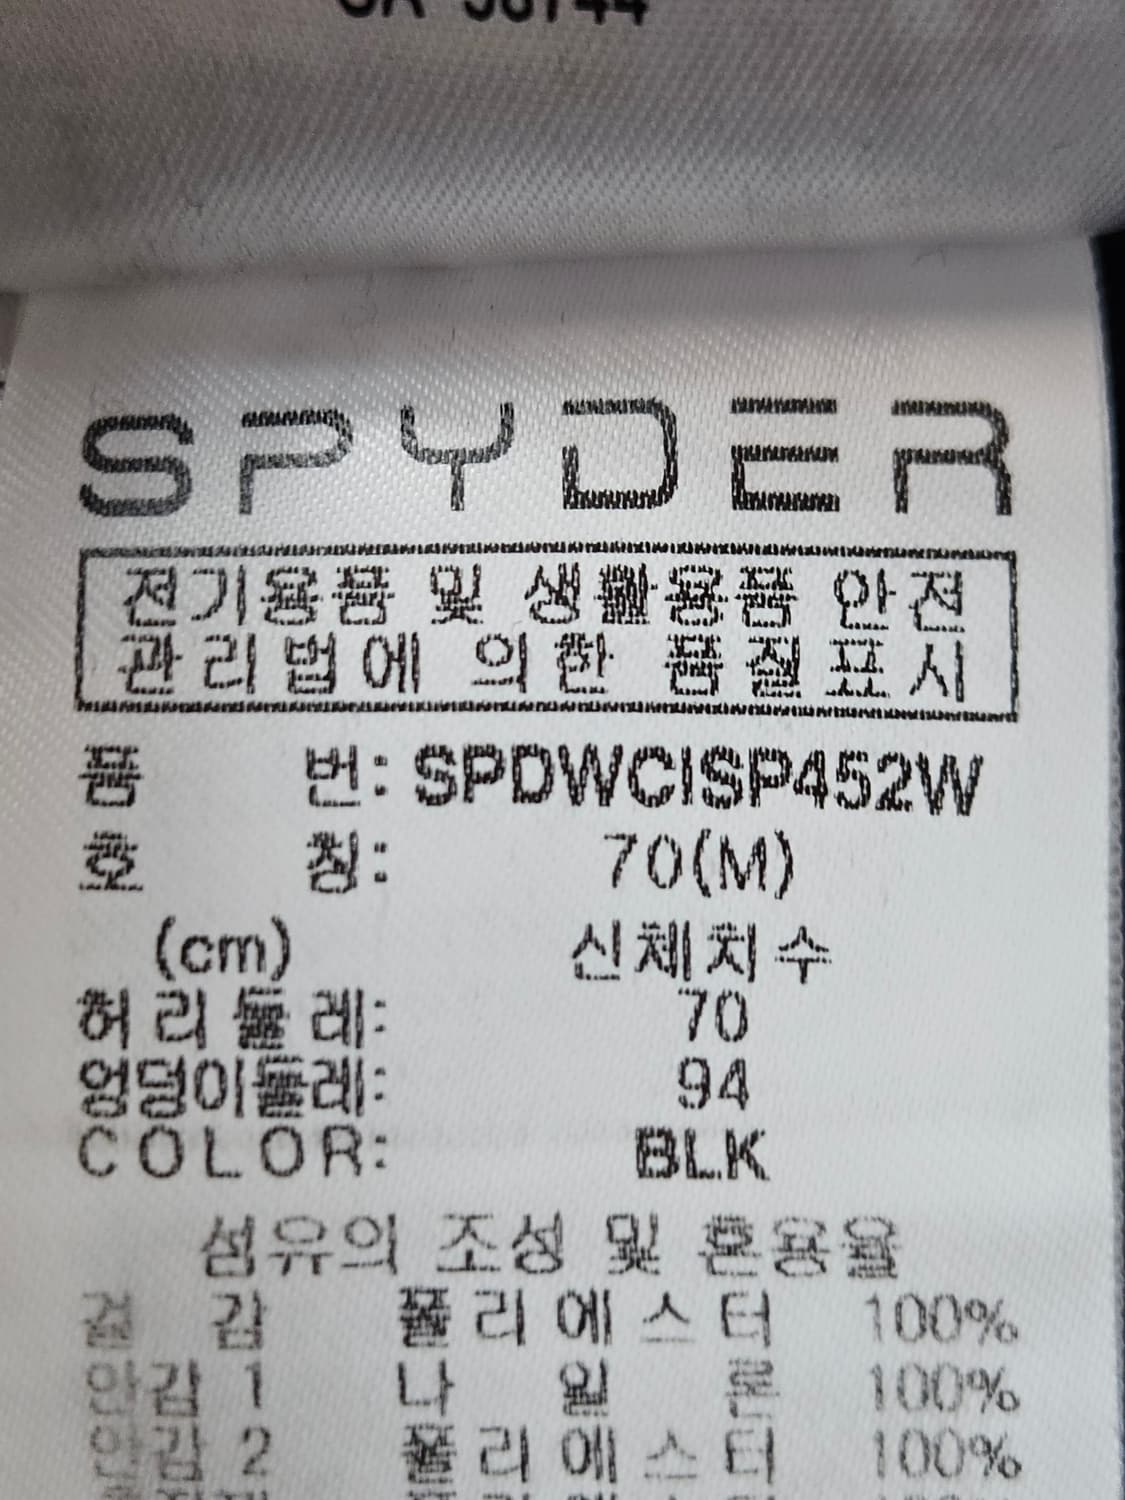 SPYDER
전기용품 및 생활용품 안전
관리법에 의한 품질표시
품 번: SPDWCISP452W
호 칭: 70(M)
(cm) 신체치수
허리둘레: 70
엉덩이둘레: 94
COLOR: BLK
섬유의 조성 및 혼용율
겉 감 폴리에스터 100%
안감 1 나 일 론 100%
안감 2 폴리에스터 100%